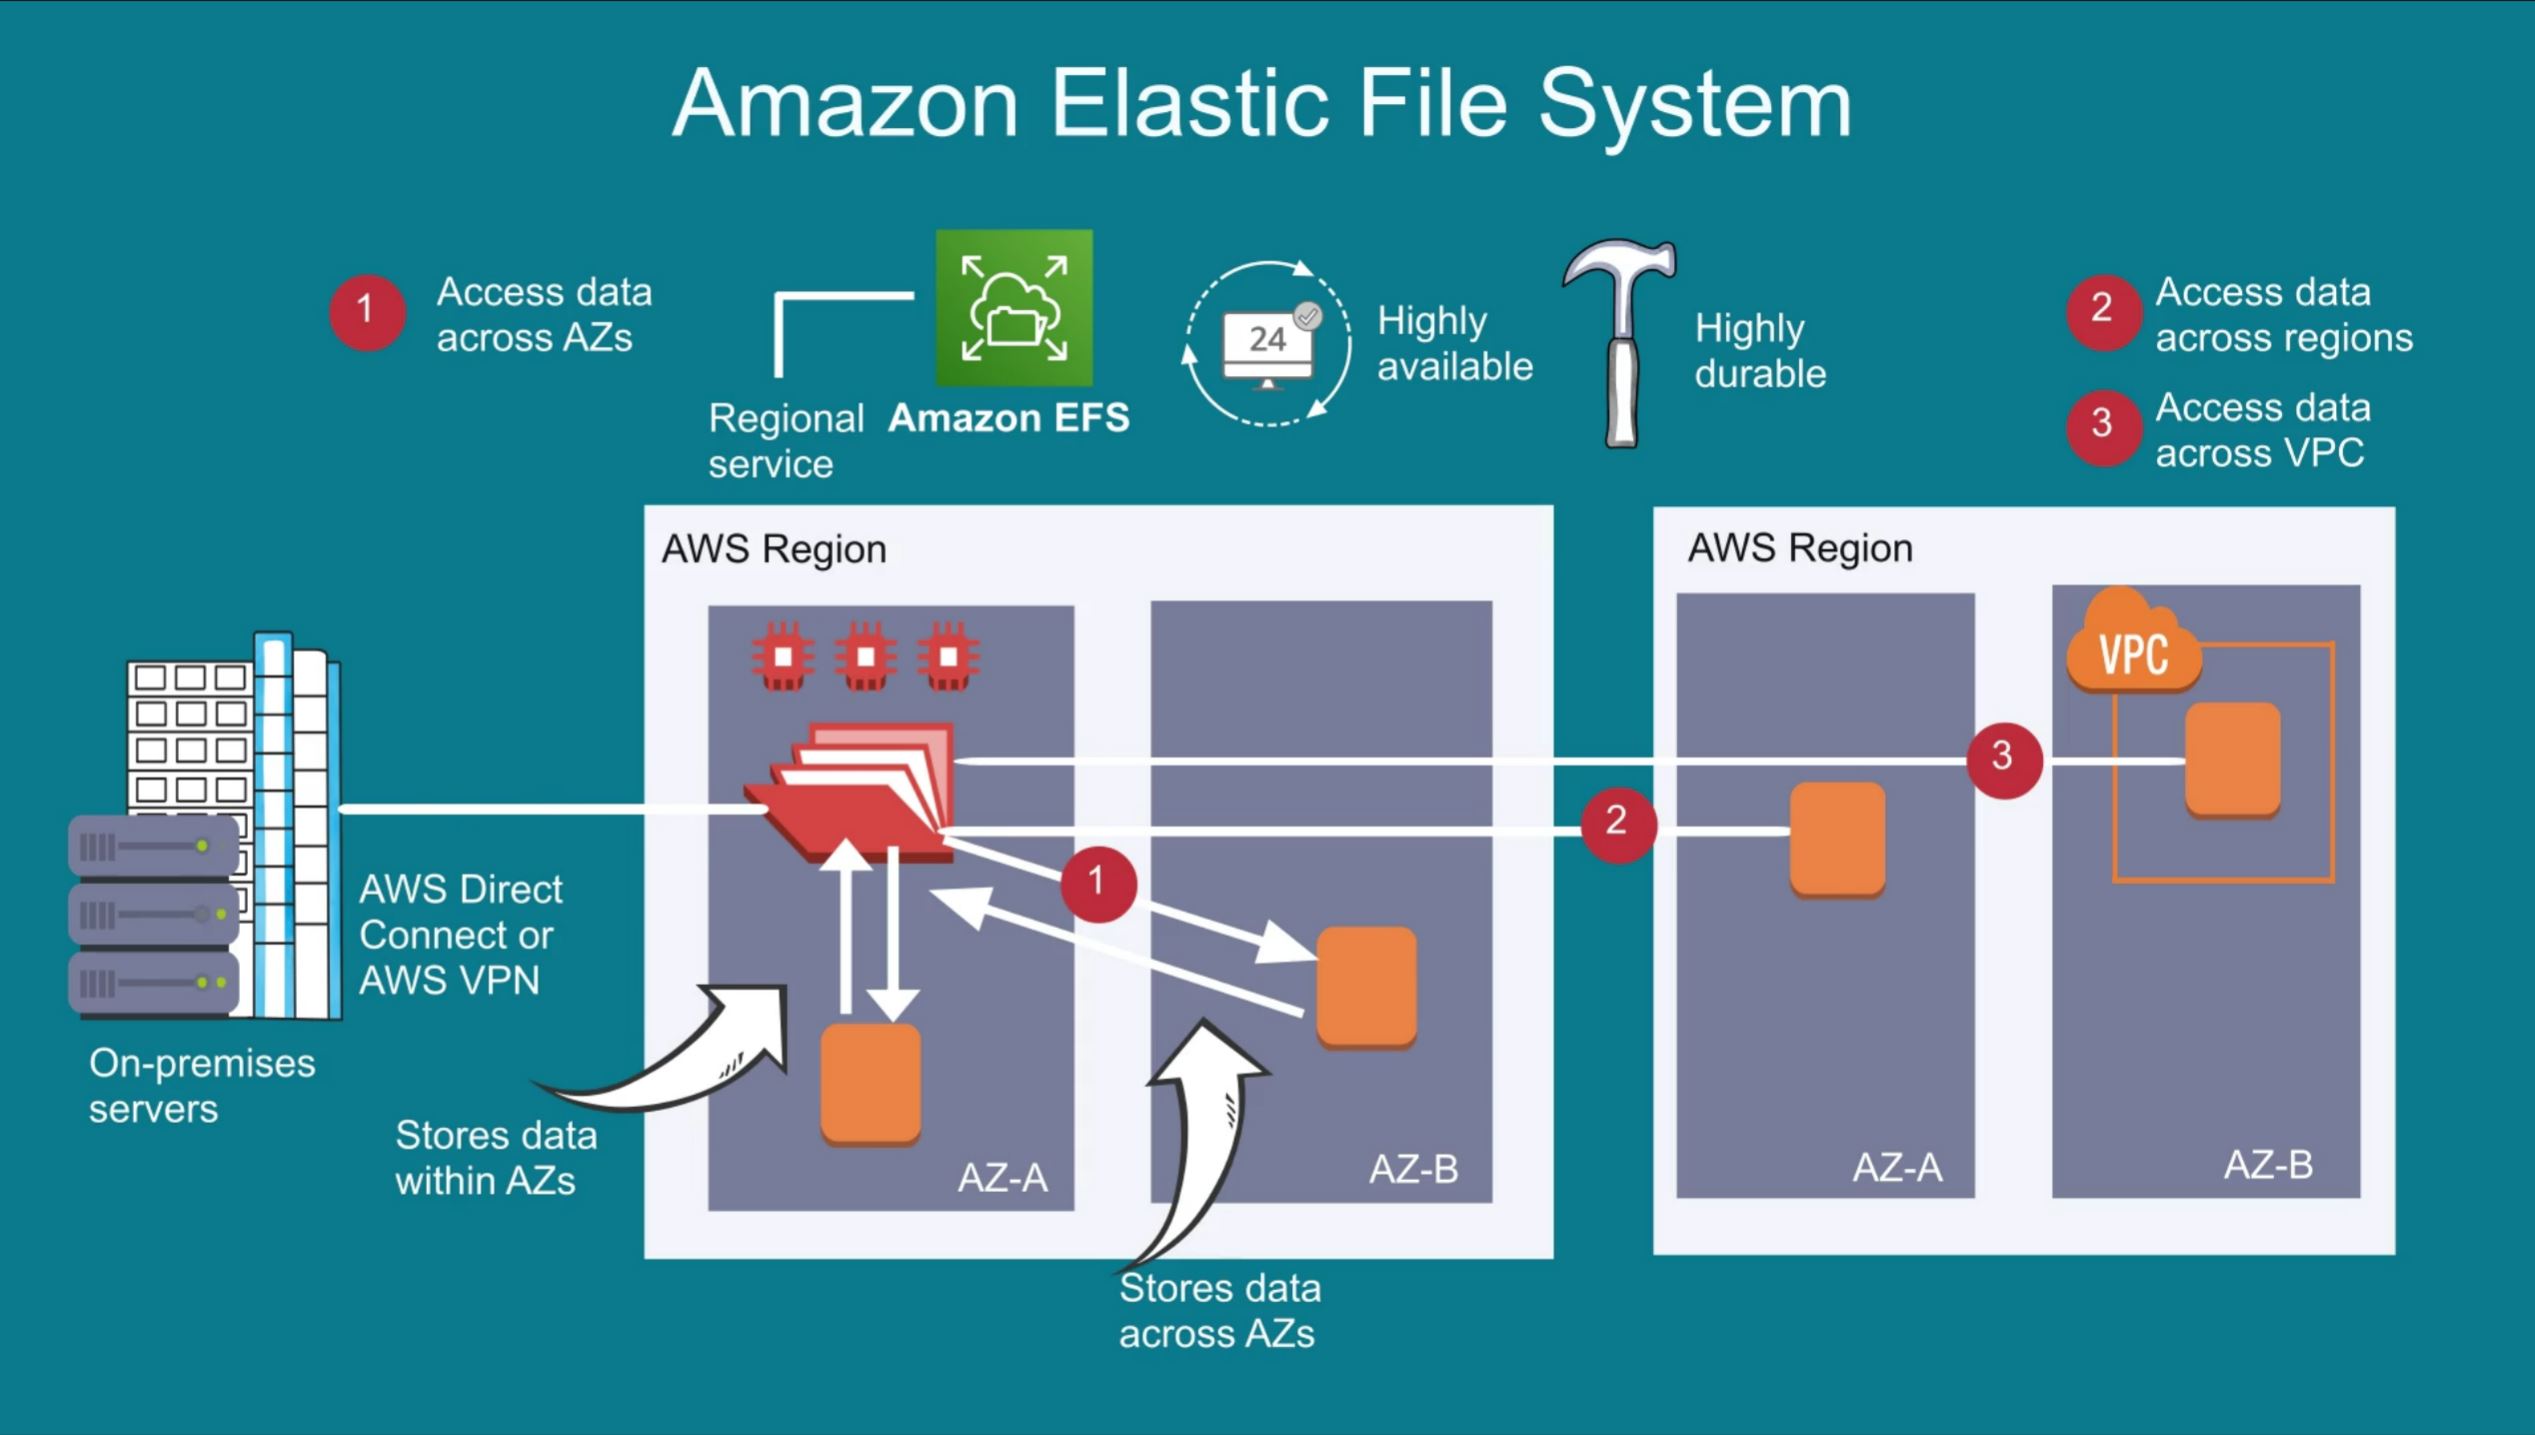 Amazon Elastic File System
1
Access data
across AZs
Regional
service
Amazon EFS
24
Highly
available
Highly
durable
2
Access data
across regions
3
Access data
across VPC
AWS Region
AWS Region
VPC
3
2
1
AWS Direct
Connect or
AWS VPN
On-premises
servers
Stores data
within AZs
AZ-A
AZ-B
AZ-A
AZ-B
Stores data
across AZs